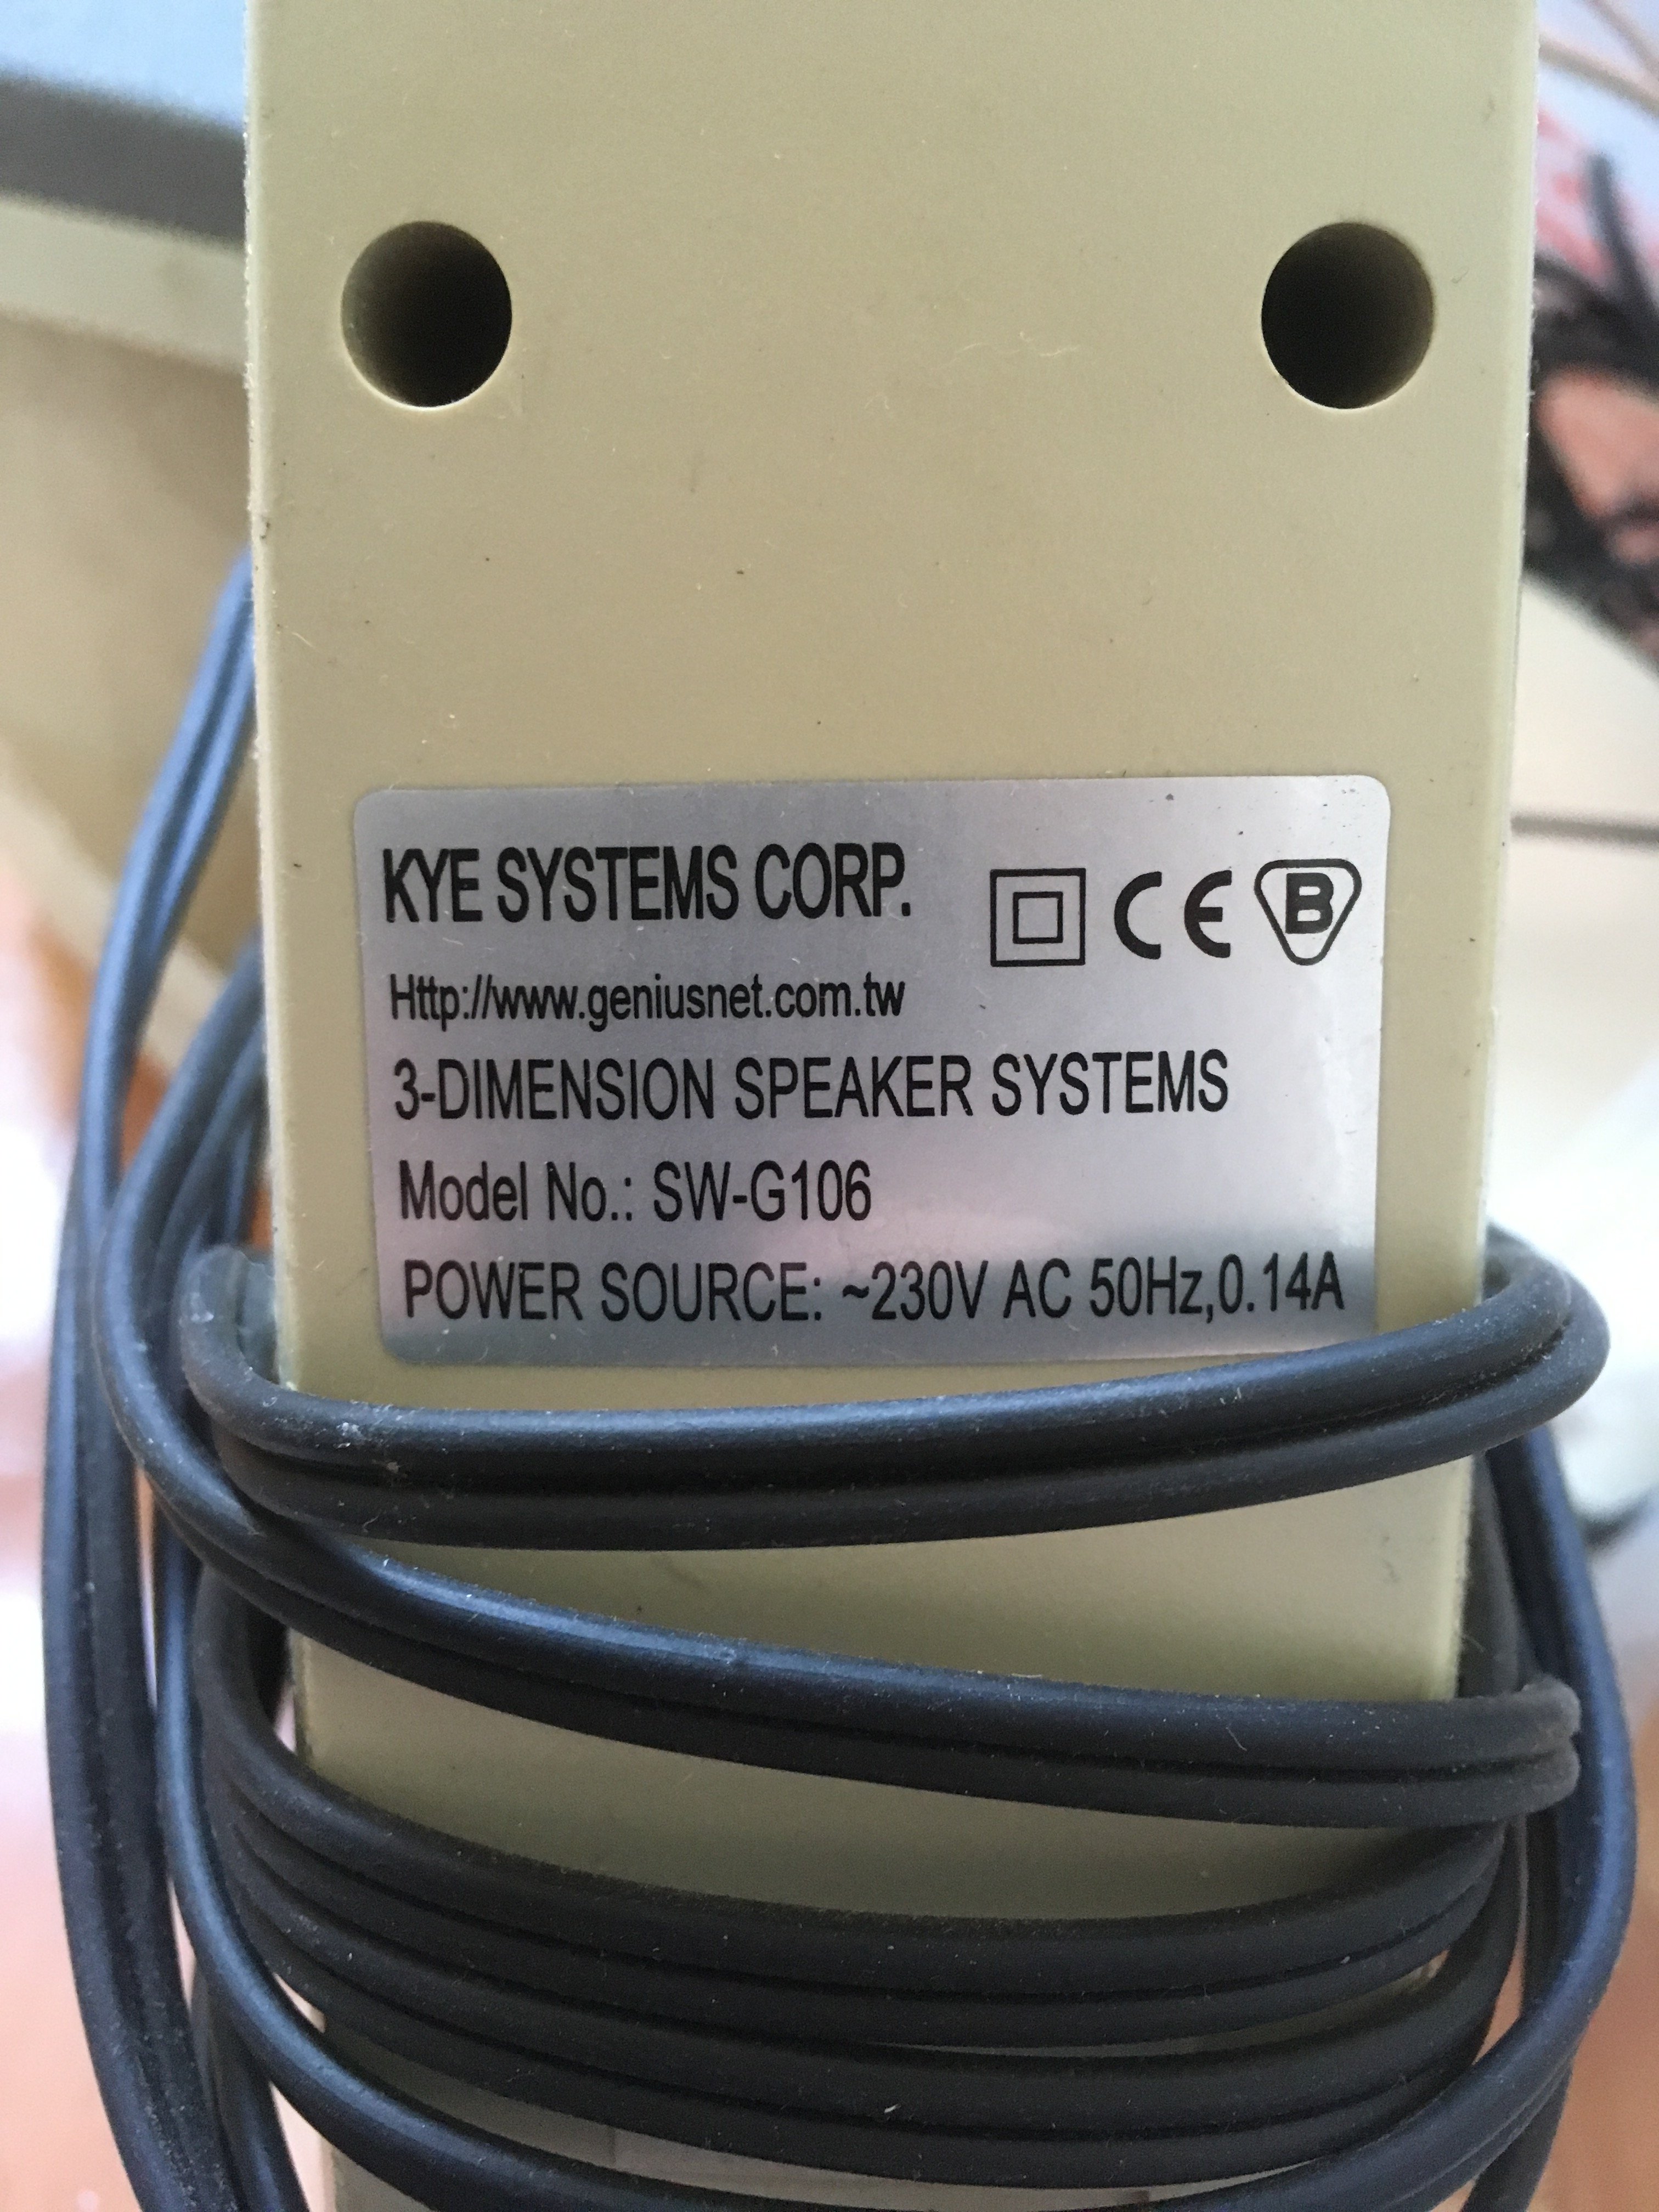 KYE SYSTEMS CORP.
CE B
Http://www.geniusnet.com.tw
3-DIMENSION SPEAKER SYSTEMS
Model No.: SW-G106
POWER SOURCE: ~230V AC 50Hz,0.14A